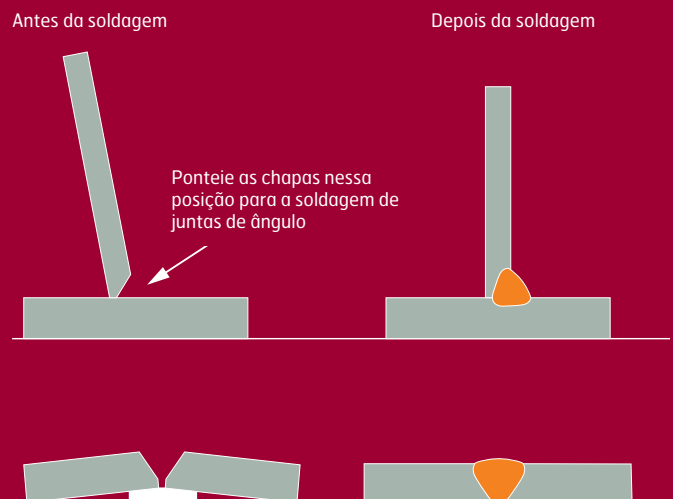 Antes da soldagem
Depois da soldagem
Ponteie as chapas nessa
posição para a soldagem de
juntas de ângulo